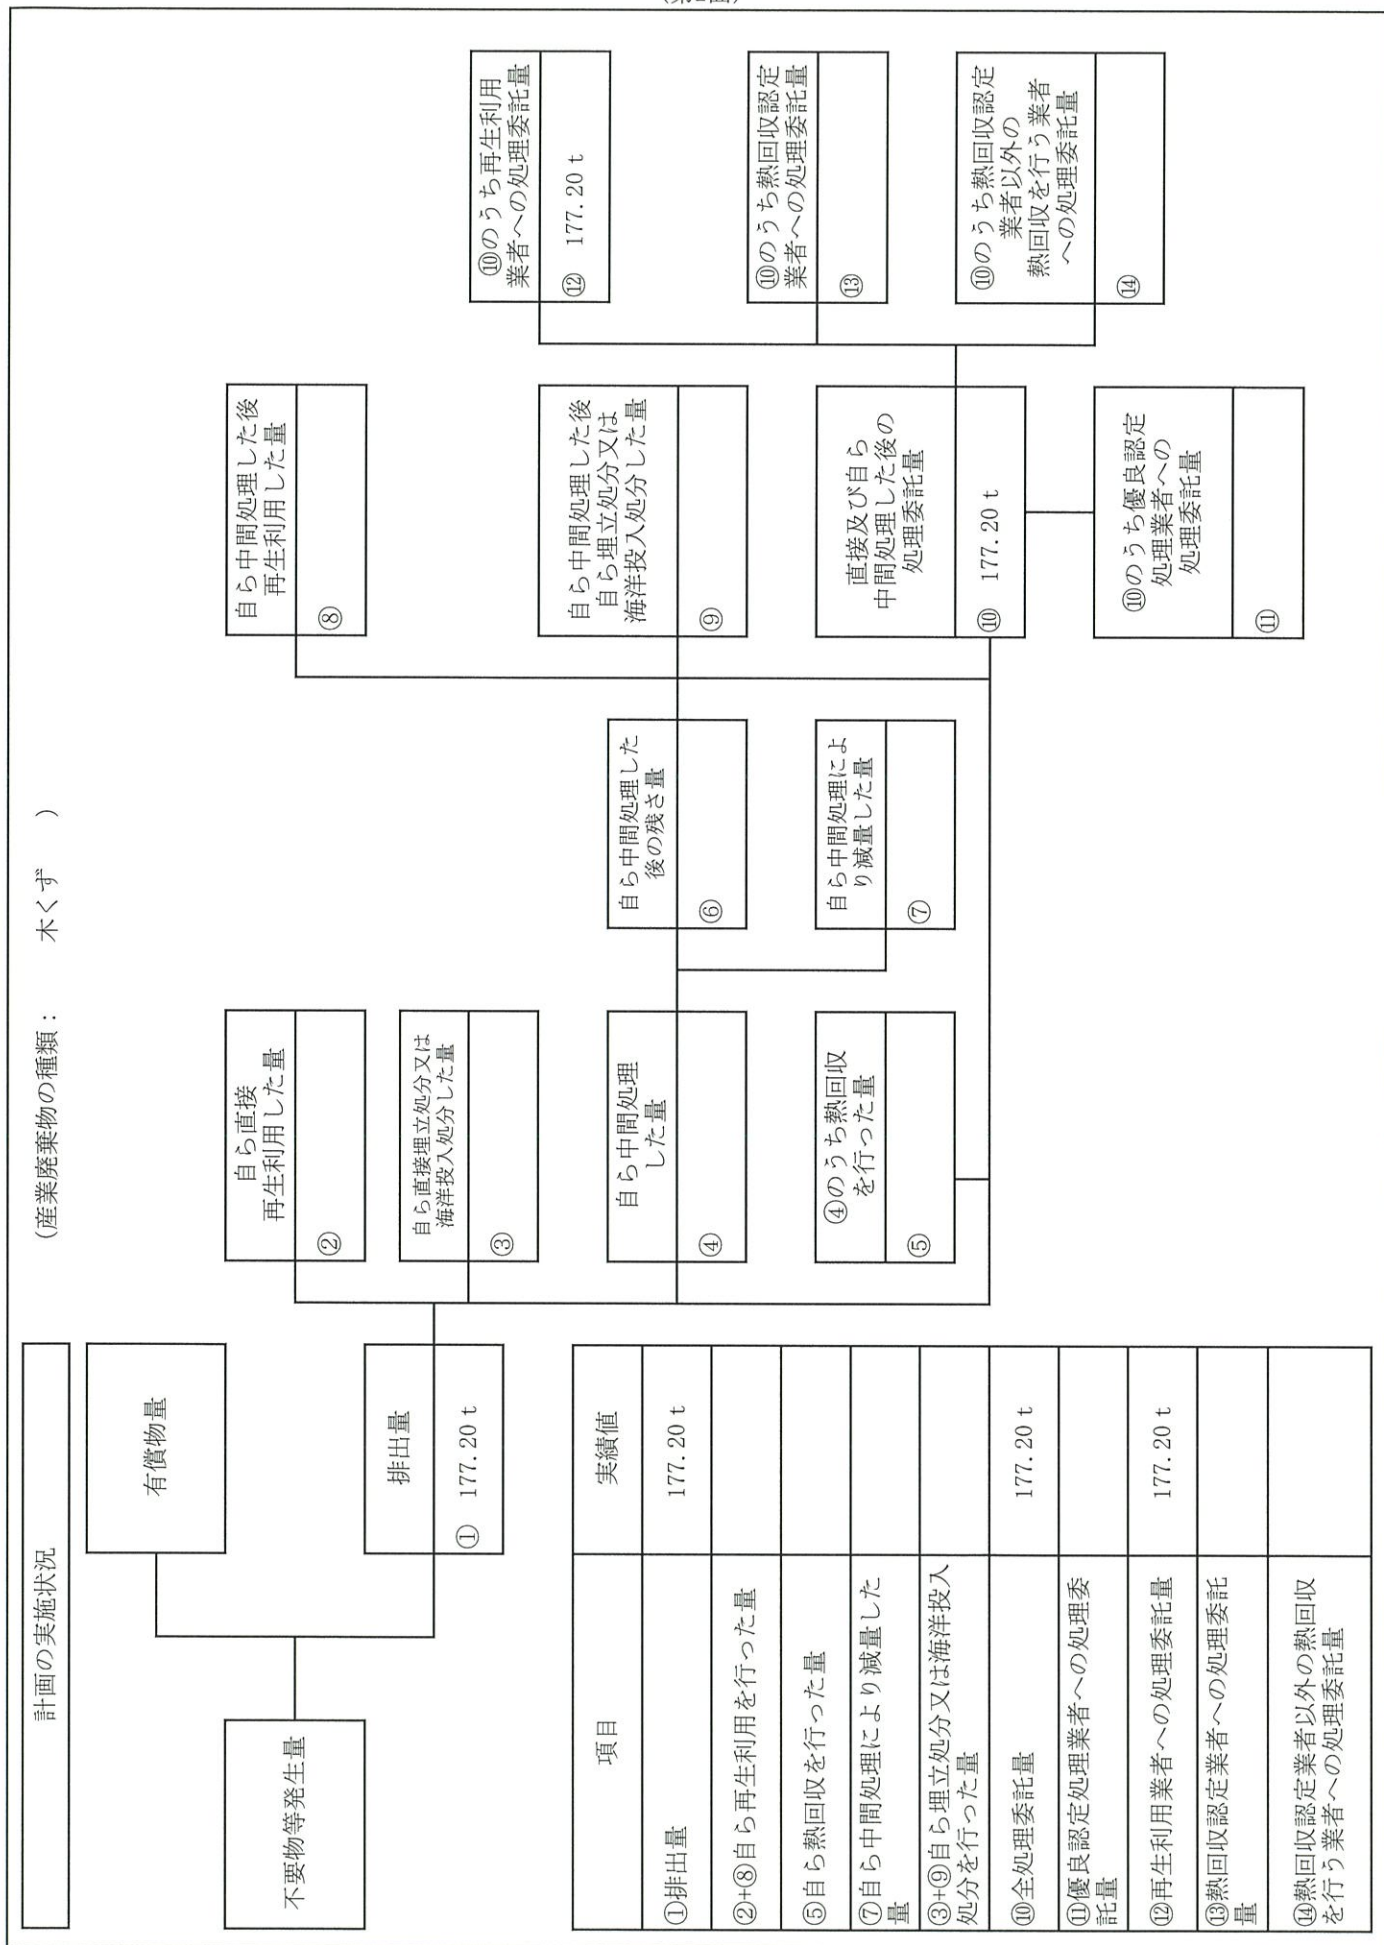 計画の実施状況
(産業廃棄物の種類： 木くず )
不要物等発生量
有償物量
排出量
① 177.20ｔ
自ら直接
再生利用した量
②
自ら直接埋立処分又は
海洋投入処分した量
③
自ら中間処理
した量
④
④のうち熱回収
を行った量
⑤
自ら中間処理した
後の残さ量
⑥
自ら中間処理によ
り減量した量
⑦
自ら中間処理した後
再生利用した量
⑧
自ら中間処理した後
自ら埋立処分又は
海洋投入処分した量
⑨
直接及び自ら
中間処理した後の
処理委託量
⑩ 177.20ｔ
⑩のうち優良認定
処理業者への
処理委託量
⑪
⑩のうち再生利用
業者への処理委託量
⑫ 177.20ｔ
⑩のうち熱回収認定
業者への処理委託量
⑬
⑩のうち熱回収認定
業者以外の
熱回収を行う業者
への処理委託量
⑭
項目 実績値
①排出量 177.20ｔ
②+⑧自ら再生利用を行った量
⑤自ら熱回収を行った量
⑦自ら中間処理により減量した
量
③+⑨自ら埋立処分又は海洋投入
処分を行った量
⑩全処理委託量 177.20ｔ
⑪優良認定処理業者への処理委
託量
⑫再生利用業者への処理委託量 177.20ｔ
⑬熱回収認定業者への処理委託
量
⑭熱回収認定業者以外の熱回収
を行う業者への処理委託量